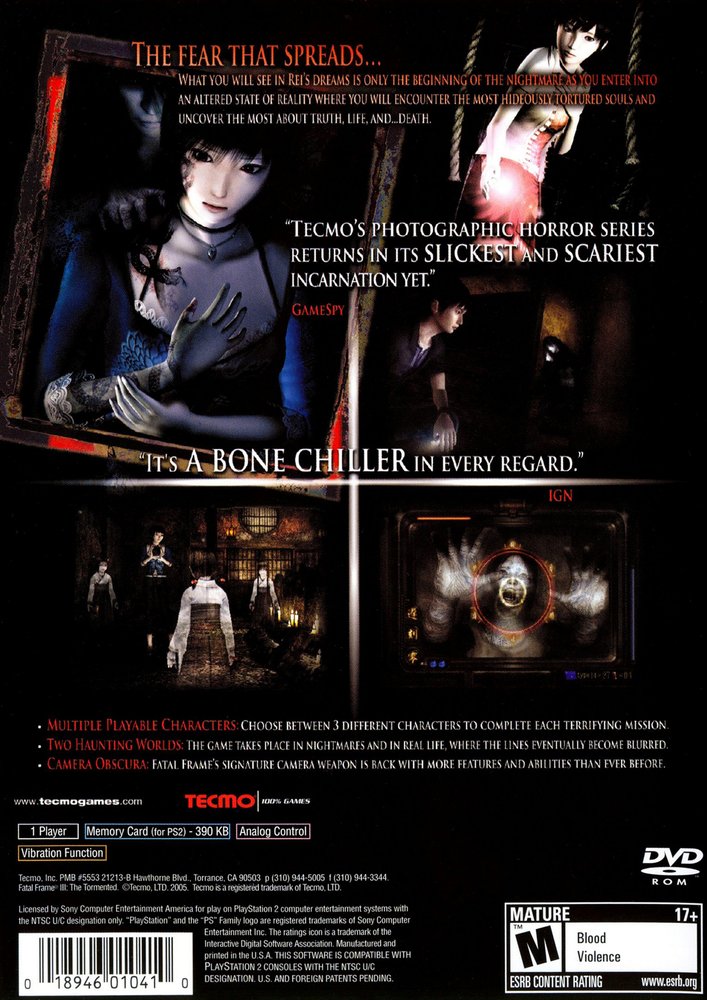 THE FEAR THAT SPREADS...
WHAT YOU WILL SEE IN REI'S DREAMS IS ONLY THE BEGINNING OF THE NIGHTMARE AS YOU ENTER INTO
AN ALTERED STATE OF REALITY WHERE YOU WILL ENCOUNTER THE MOST HIDEOUSLY TORTURED SOULS AND
UNCOVER THE MOST ABOUT TRUTH, LIFE, AND...DEATH.
"TECMO'S PHOTOGRAPHIC HORROR SERIES
RETURNS IN ITS SLICKEST AND SCARIEST
INCARNATION YET."
GAMESPY
"IT'S A BONE CHILLER IN EVERY REGARD."
IGN
• MULTIPLE PLAYABLE CHARACTERS: CHOOSE BETWEEN 3 DIFFERENT CHARACTERS TO COMPLETE EACH TERRIFYING MISSION.
• TWO HAUNTING WORLDS: THE GAME TAKES PLACE IN NIGHTMARES AND IN REAL LIFE, WHERE THE LINES EVENTUALLY BECOME BLURRED.
• CAMERA OBSCURA: FATAL FRAME'S SIGNATURE CAMERA WEAPON IS BACK WITH MORE FEATURES AND ABILITIES THAN EVER BEFORE.
www.tecmogames.com
TECMO 100% GAMES
1 Player
Memory Card (for PS2) - 390 KB
Analog Control
Vibration Function
DVD
ROM
Tecmo, Inc. PMB #5553 21213-B Hawthorne Blvd., Torrance, CA 90503 p (310) 944-5005 f (310) 944-3344.
Fatal Frame® III: The Tormented. ©Tecmo, LTD. 2005. Tecmo is a registered trademark of Tecmo, LTD.
Licensed by Sony Computer Entertainment America for play on PlayStation 2 computer entertainment systems with
the NTSC U/C designation only. "PlayStation" and the "PS" Family logo are registered trademarks of Sony Computer
Entertainment Inc. The ratings icon is a trademark of the
Interactive Digital Software Association. Manufactured and
printed in the U.S.A. THIS SOFTWARE IS COMPATIBLE WITH
PLAYSTATION 2 CONSOLES WITH THE NTSC U/C
DESIGNATION. U.S. AND FOREIGN PATENTS PENDING.
0 18946 01041 0
MATURE 17+
TM
M
Blood
Violence
ESRB CONTENT RATING www.esrb.org